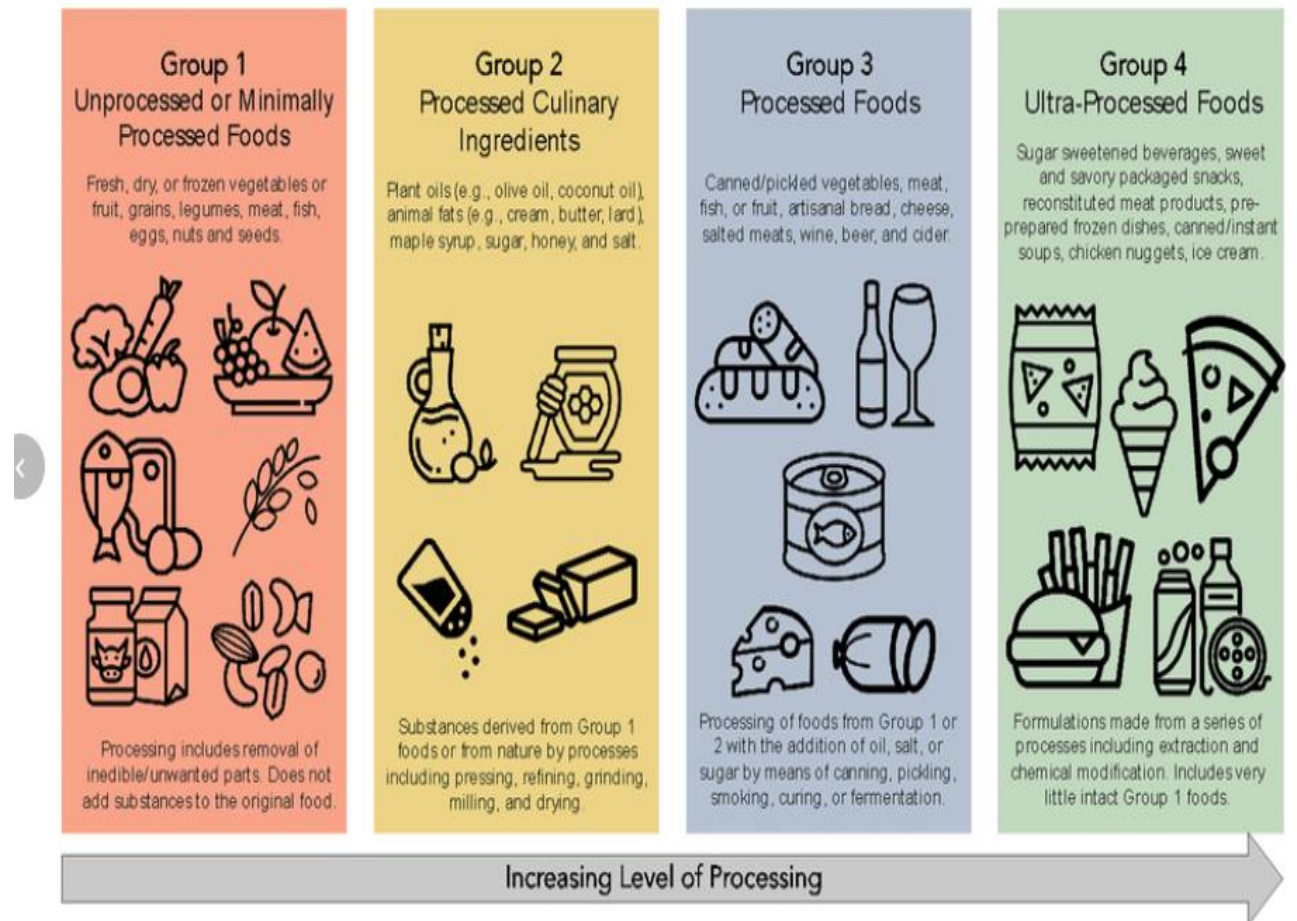 Group 1
Unprocessed or Minimally
Processed Foods
Fresh, dry, or frozen vegetables or
fruit, grains, legumes, meat, fish,
eggs, nuts and seeds.
Processing includes removal of
inedible/unwanted parts. Does not
add substances to the original food.
Group 2
Processed Culinary
Ingredients
Plant oils (e.g., olive oil, coconut oil),
animal fats (e.g., cream, butter, lard),
maple syrup, sugar, honey, and salt.
Substances derived from Group 1
foods or from nature by processes
including pressing, refining, grinding,
milling, and drying.
Group 3
Processed Foods
Canned/pickled vegetables, meat,
fish, or fruit, artisanal bread, cheese,
salted meats, wine, beer, and cider.
Processing of foods from Group 1 or
2 with the addition of oil, salt, or
sugar by means of canning, pickling,
smoking, curing, or fermentation.
Group 4
Ultra-Processed Foods
Sugar sweetened beverages, sweet
and savory packaged snacks,
reconstituted meat products, pre-
prepared frozen dishes, canned/instant
soups, chicken nuggets, ice cream.
Formulations made from a series of
processes including extraction and
chemical modification. Includes very
little intact Group 1 foods.
Increasing Level of Processing